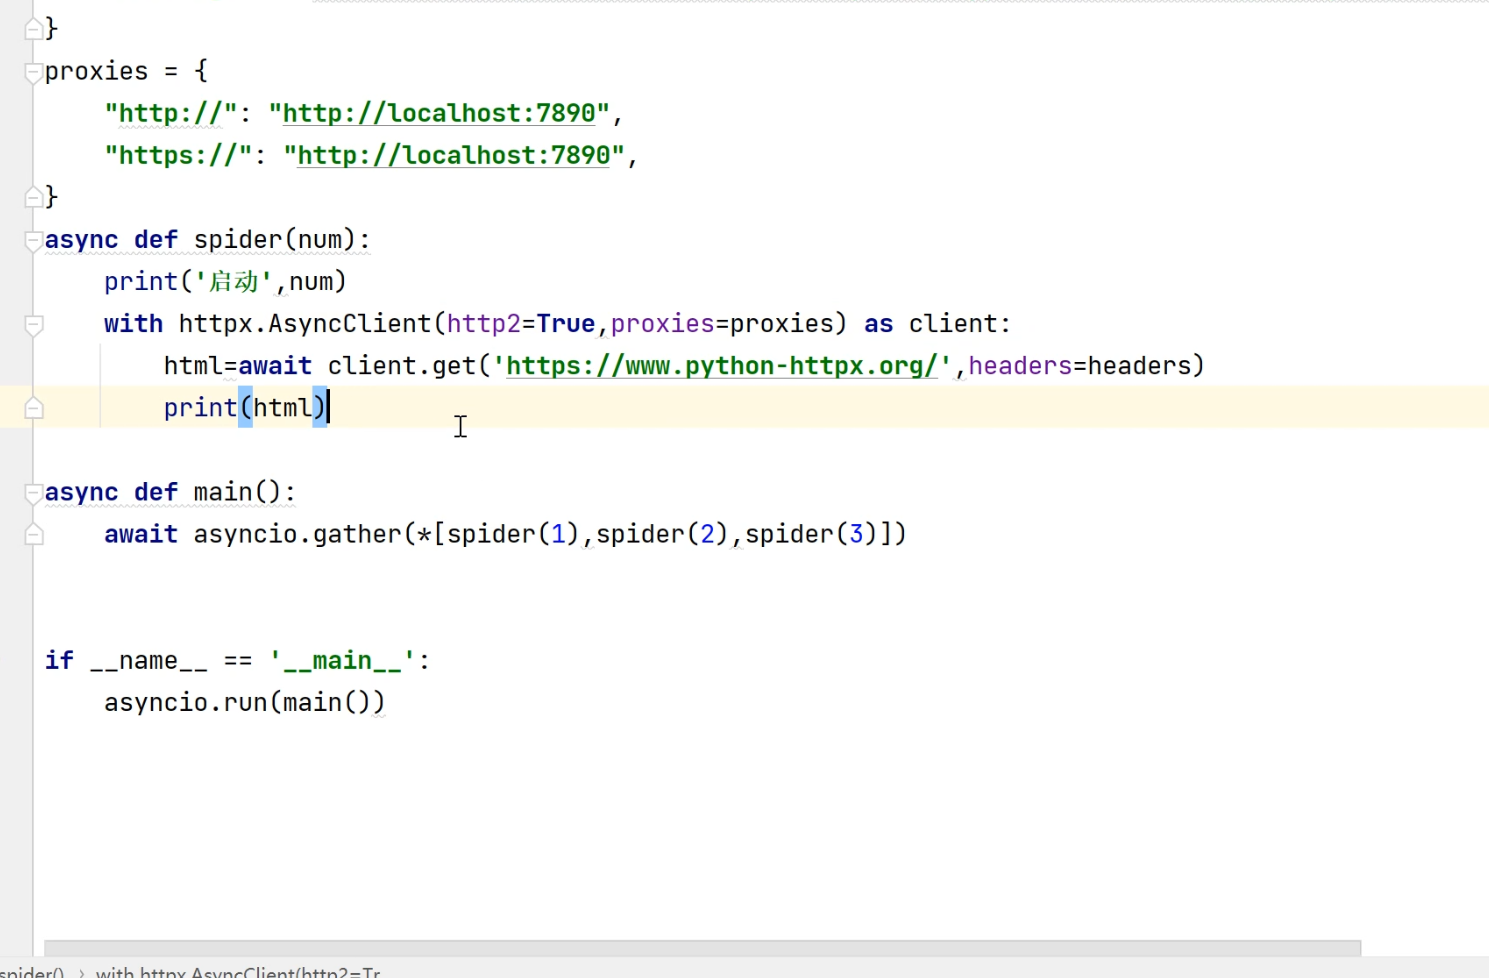 }
proxies = {
    "http://": "http://localhost:7890",
    "https://": "http://localhost:7890",
}
async def spider(num):
    print('启动',num)
    with httpx.AsyncClient(http2=True,proxies=proxies) as client:
        html=await client.get('https://www.python-httpx.org/',headers=headers)
        print(html)
async def main():
    await asyncio.gather(*[spider(1),spider(2),spider(3)])
if __name__ == '__main__':
    asyncio.run(main())
spider() › with httpx.AsyncClient(http2=Tr